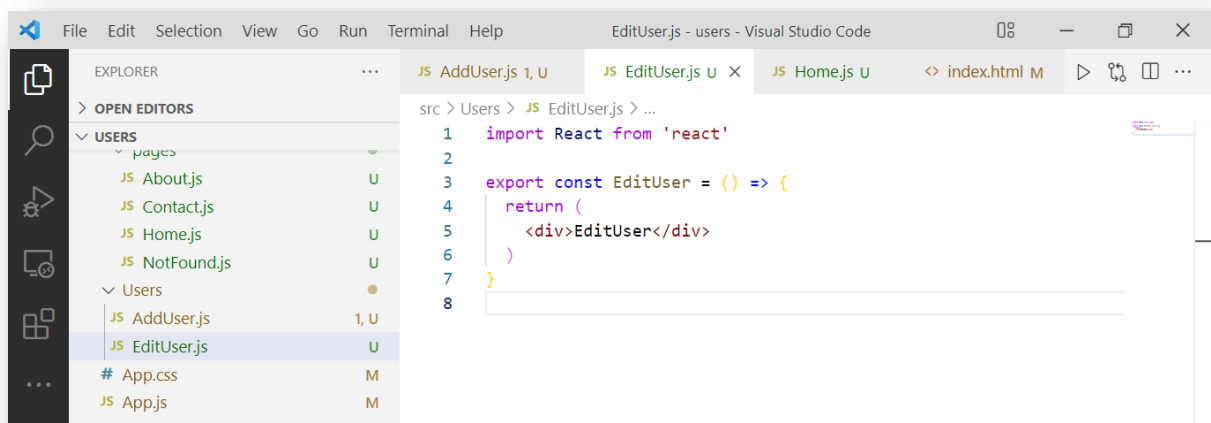 File Edit Selection View Go Run Terminal Help EditUser.js - users - Visual Studio Code
EXPLORER ...
OPEN EDITORS
USERS
pages
JS About.js U
JS Contact.js U
JS Home.js U
JS NotFound.js U
Users
JS AddUser.js 1, U
JS EditUser.js U
# App.css M
JS App.js M
JS AddUser.js 1, U JS EditUser.js U JS Home.js U <> index.html M
src > Users > JS EditUser.js > ...
1 import React from 'react'
2
3 export const EditUser = () => {
4 return (
5 <div>EditUser</div>
6 )
7 }
8